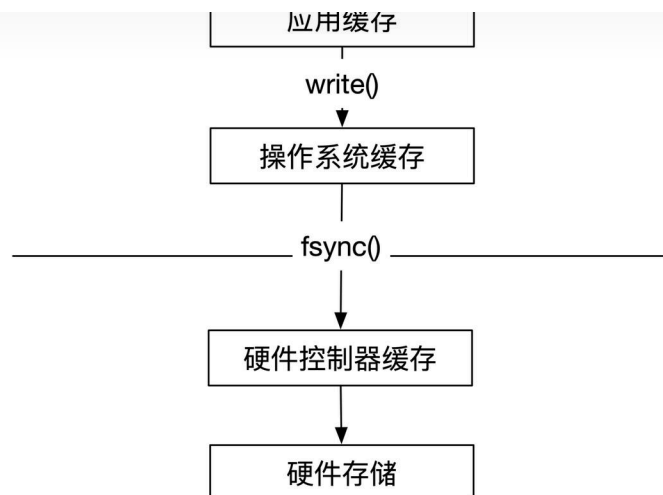 应用缓存
write()
操作系统缓存
fsync()
硬件控制器缓存
硬件存储